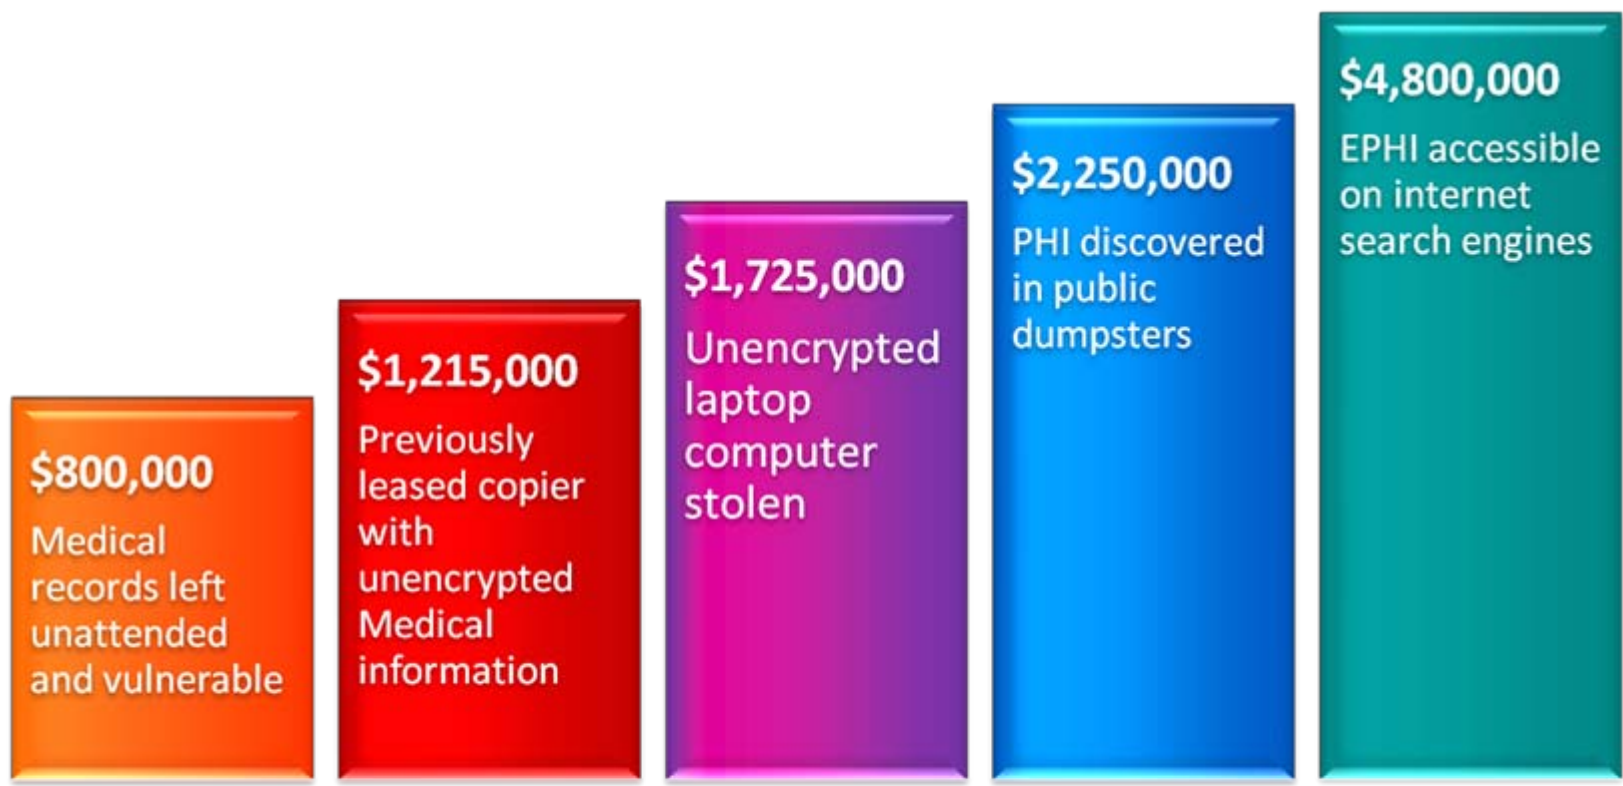 $800,000
Medical
records left
unattended
and vulnerable
$1,215,000
Previously
leased copier
with
unencrypted
Medical
information
$1,725,000
Unencrypted
laptop
computer
stolen
$2,250,000
PHI discovered
in public
dumpsters
$4,800,000
EPHI accessible
on internet
search engines